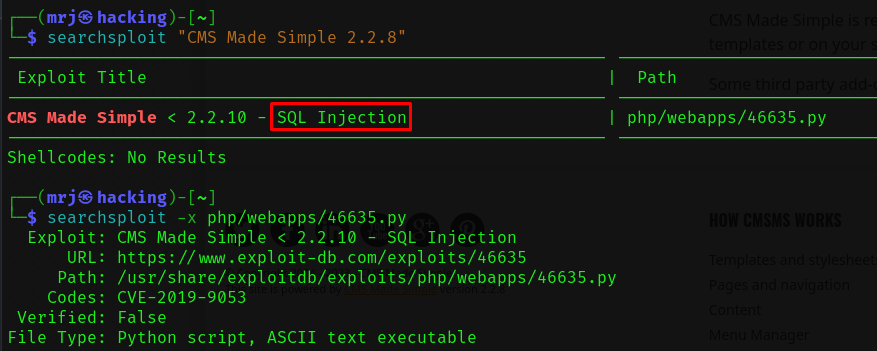 ┌──(mrj㉿hacking)-[~]
└─$ searchsploit "CMS Made Simple 2.2.8"
Exploit Title | Path
CMS Made Simple < 2.2.10 - SQL Injection | php/webapps/46635.py
Shellcodes: No Results
┌──(mrj㉿hacking)-[~]
└─$ searchsploit -x php/webapps/46635.py
Exploit: CMS Made Simple < 2.2.10 - SQL Injection
URL: https://www.exploit-db.com/exploits/46635
Path: /usr/share/exploitdb/exploits/php/webapps/46635.py
Codes: CVE-2019-9053
Verified: False
File Type: Python script, ASCII text executable
CMS Made Simple is re
templates or on your s
Some third party add-
HOW CMSMS WORKS
Templates and stylesheet
Pages and navigation
Content
Menu Manager